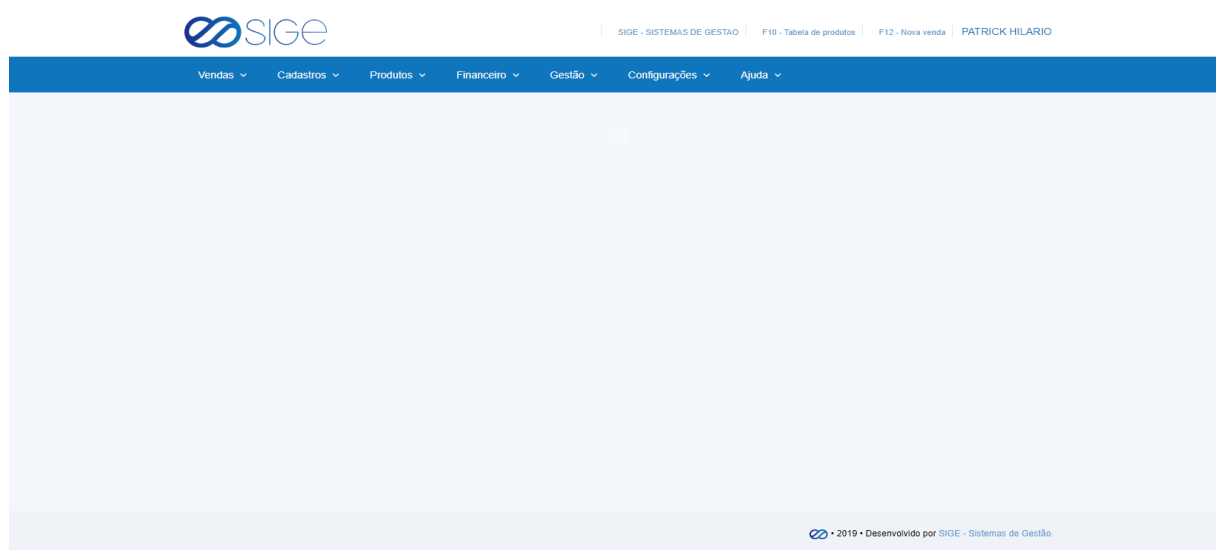 SIGE
SIGE - SISTEMAS DE GESTAO F10 - Tabela de produtos F12 - Nova venda PATRICK HILARIO
Vendas Cadastros Produtos Financeiro Gestão Configurações Ajuda
• 2019 • Desenvolvido por SIGE - Sistemas de Gestão.